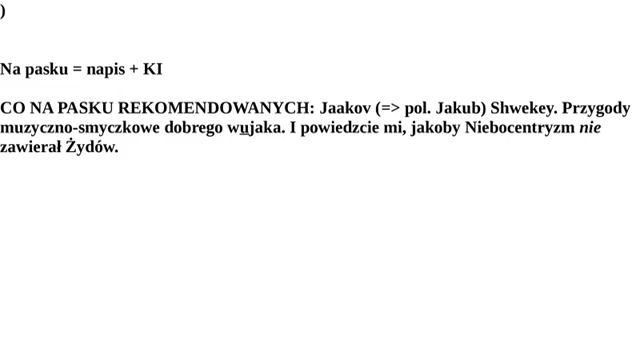 )
Na pasku = napis + KI
CO NA PASKU REKOMENDOWANYCH: Jaakov (=> pol. Jakub) Shwekey. Przygody
muzyczno-smyczkowe dobrego wujaka. I powiedzcie mi, jakoby Niebocentryzm nie
zawierał Żydów.